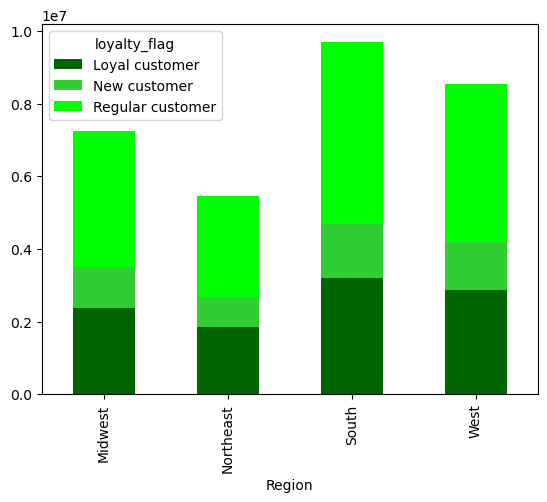 1e7
loyalty_flag
Loyal customer
New customer
Regular customer
1.0
0.8
0.6
0.4
0.2
0.0
Midwest
Northeast
South
West
Region